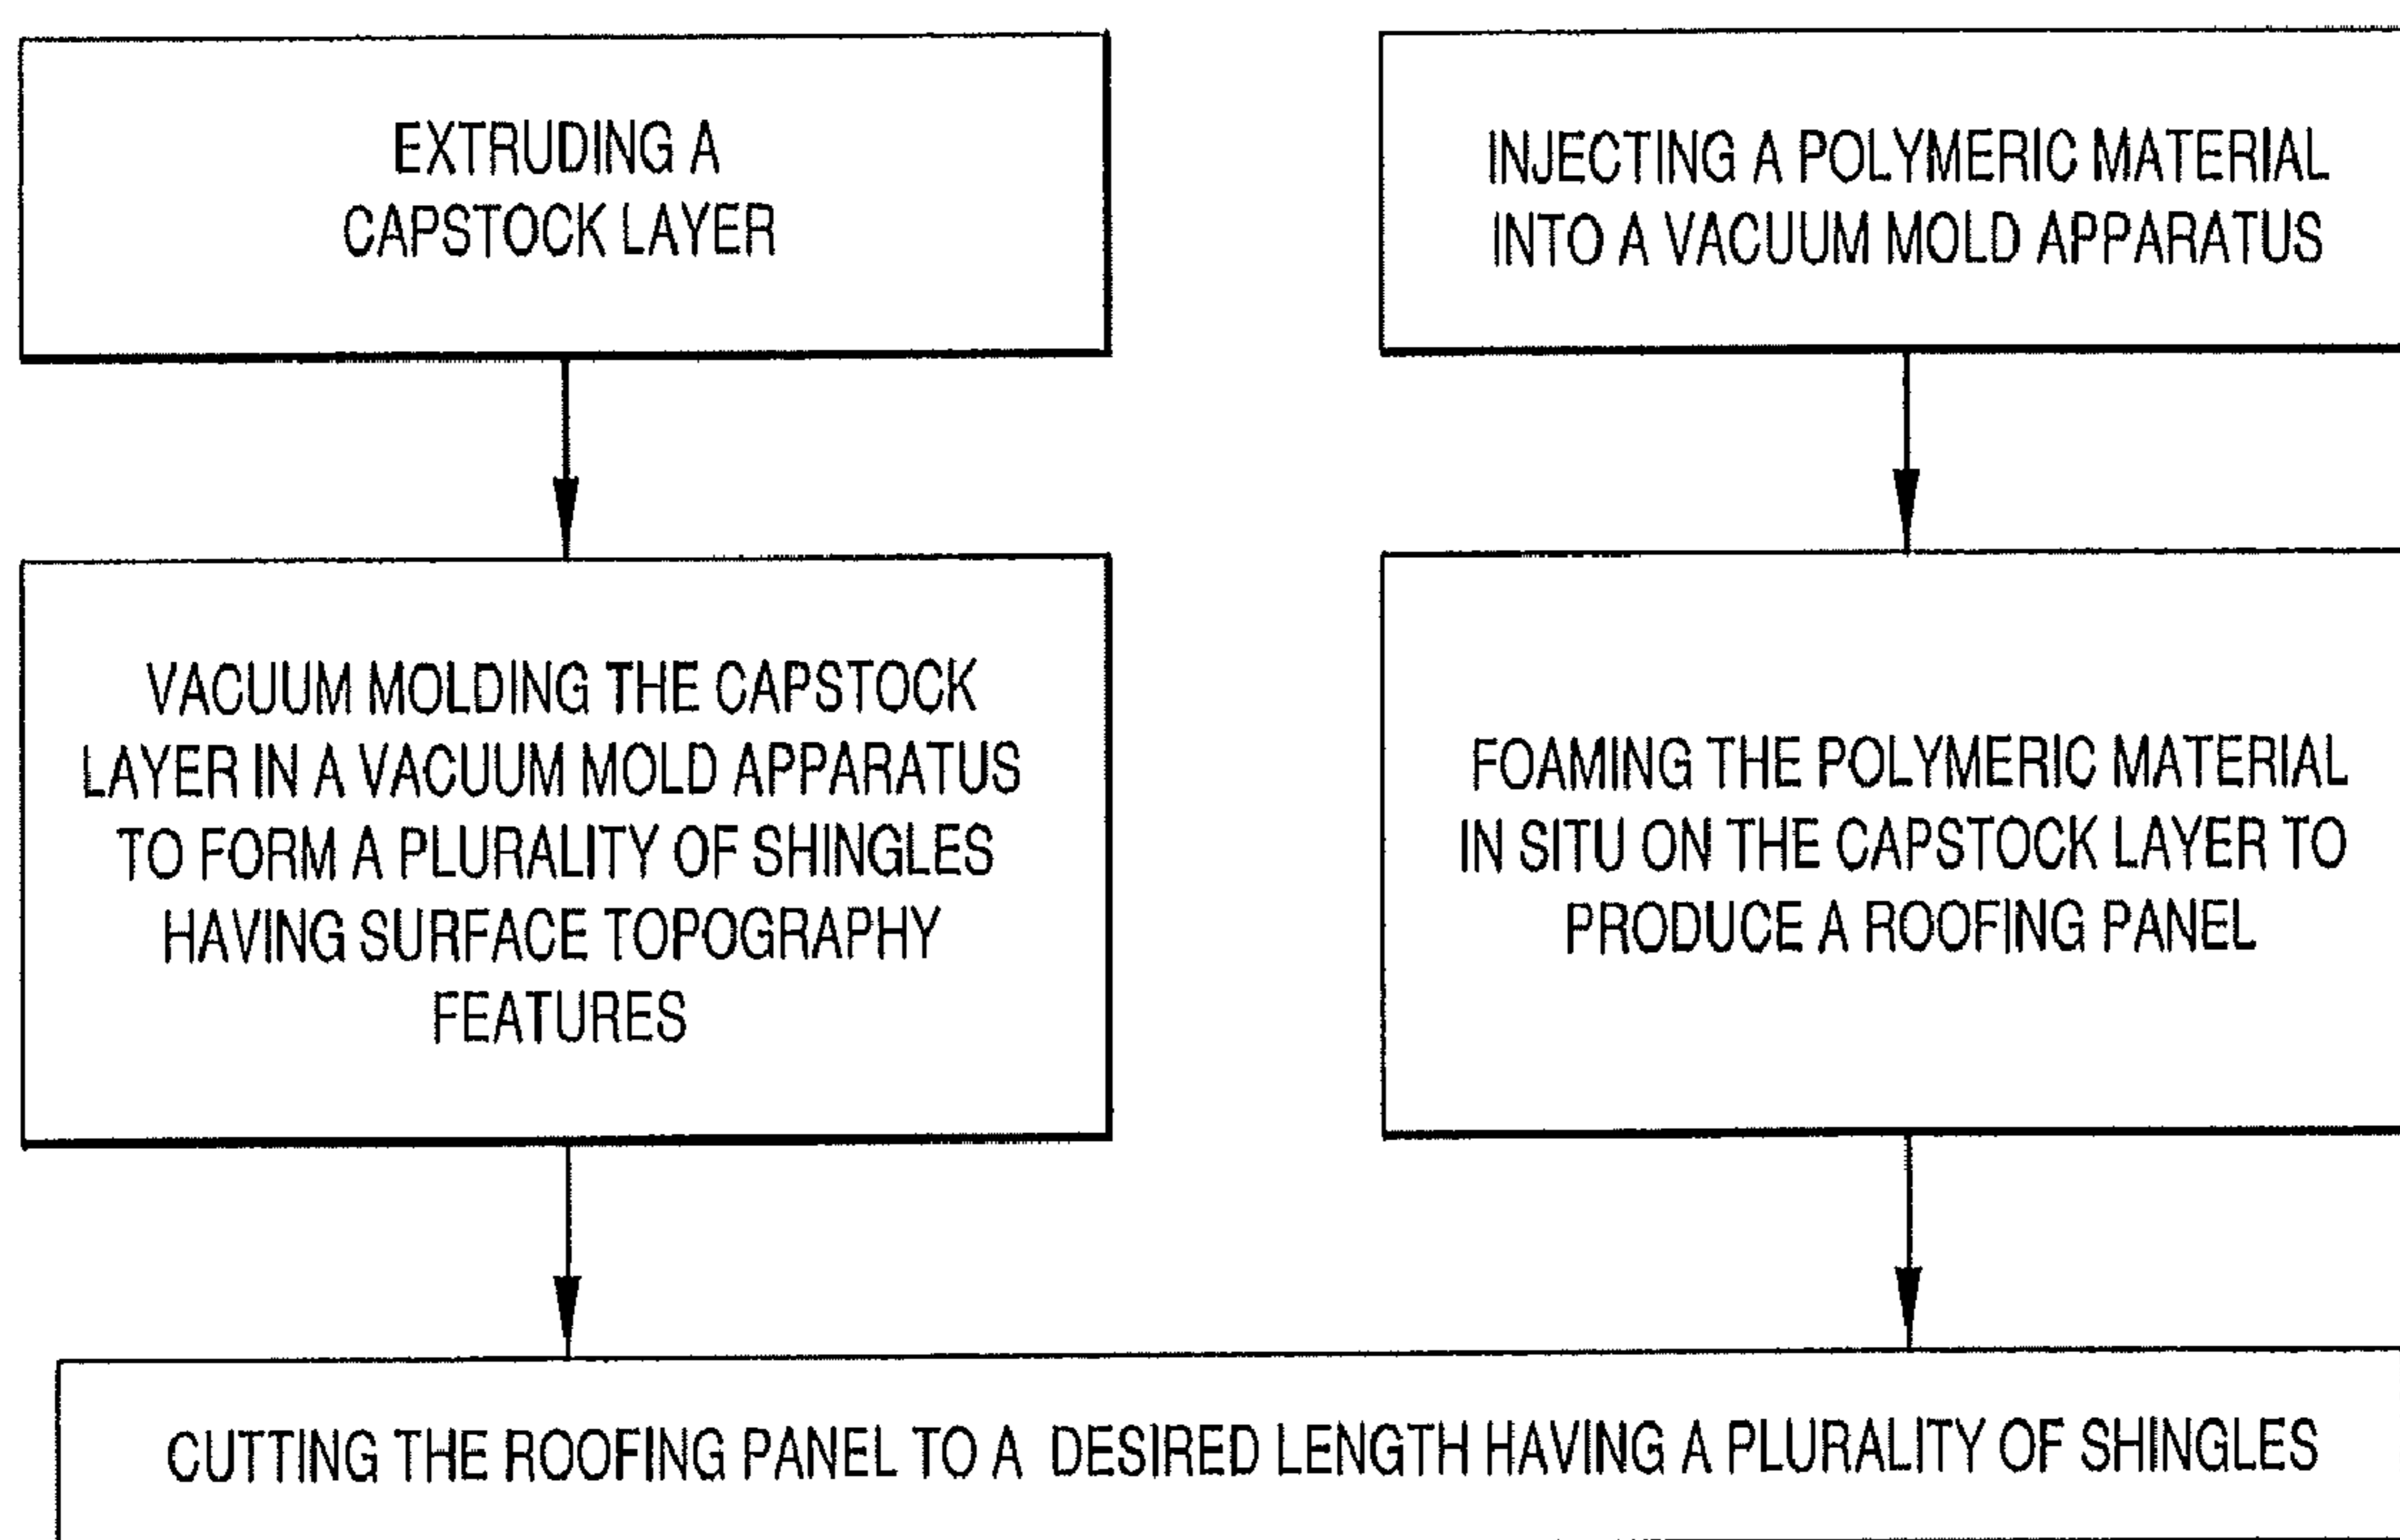 EXTRUDING A
CAPSTOCK LAYER
INJECTING A POLYMERIC MATERIAL
INTO A VACUUM MOLD APPARATUS
VACUUM MOLDING THE CAPSTOCK
LAYER IN A VACUUM MOLD APPARATUS
TO FORM A PLURALITY OF SHINGLES
HAVING SURFACE TOPOGRAPHY
FEATURES
FOAMING THE POLYMERIC MATERIAL
IN SITU ON THE CAPSTOCK LAYER TO
PRODUCE A ROOFING PANEL
CUTTING THE ROOFING PANEL TO A DESIRED LENGTH HAVING A PLURALITY OF SHINGLES